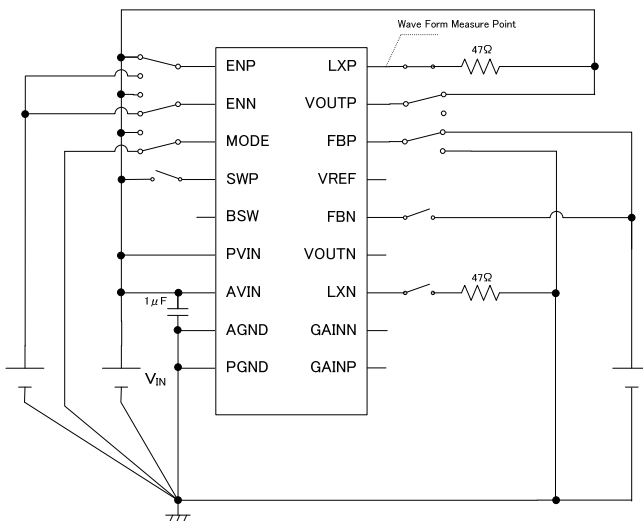 Wave Form Measure Point
47Ω
ENP LXP
ENN VOUTP
MODE FBP
SWP VREF
BSW FBN
PVIN VOUTN
47Ω
AVIN LXN
1μF
AGND GAINN
PGND GAINP
VIN